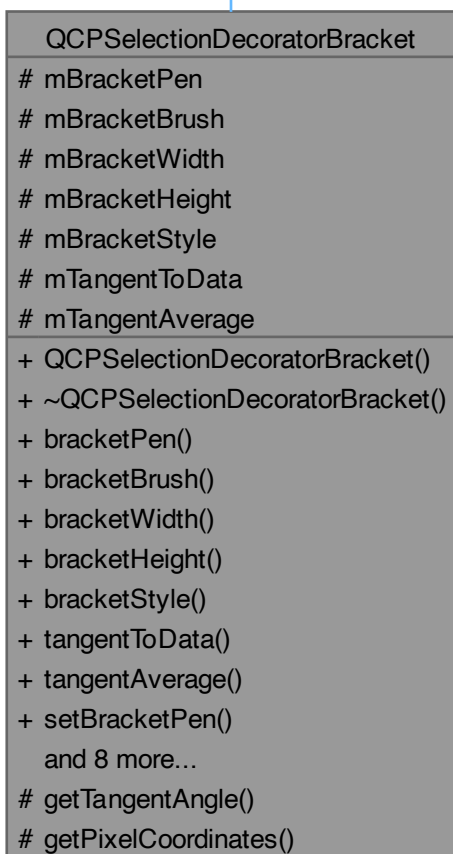 QCPSelectionDecoratorBracket
# mBracketPen
# mBracketBrush
# mBracketWidth
# mBracketHeight
# mBracketStyle
# mTangentToData
# mTangentAverage
+ QCPSelectionDecoratorBracket()
+ ~QCPSelectionDecoratorBracket()
+ bracketPen()
+ bracketBrush()
+ bracketWidth()
+ bracketHeight()
+ bracketStyle()
+ tangentToData()
+ tangentAverage()
+ setBracketPen()
and 8 more...
# getTangentAngle()
# getPixelCoordinates()